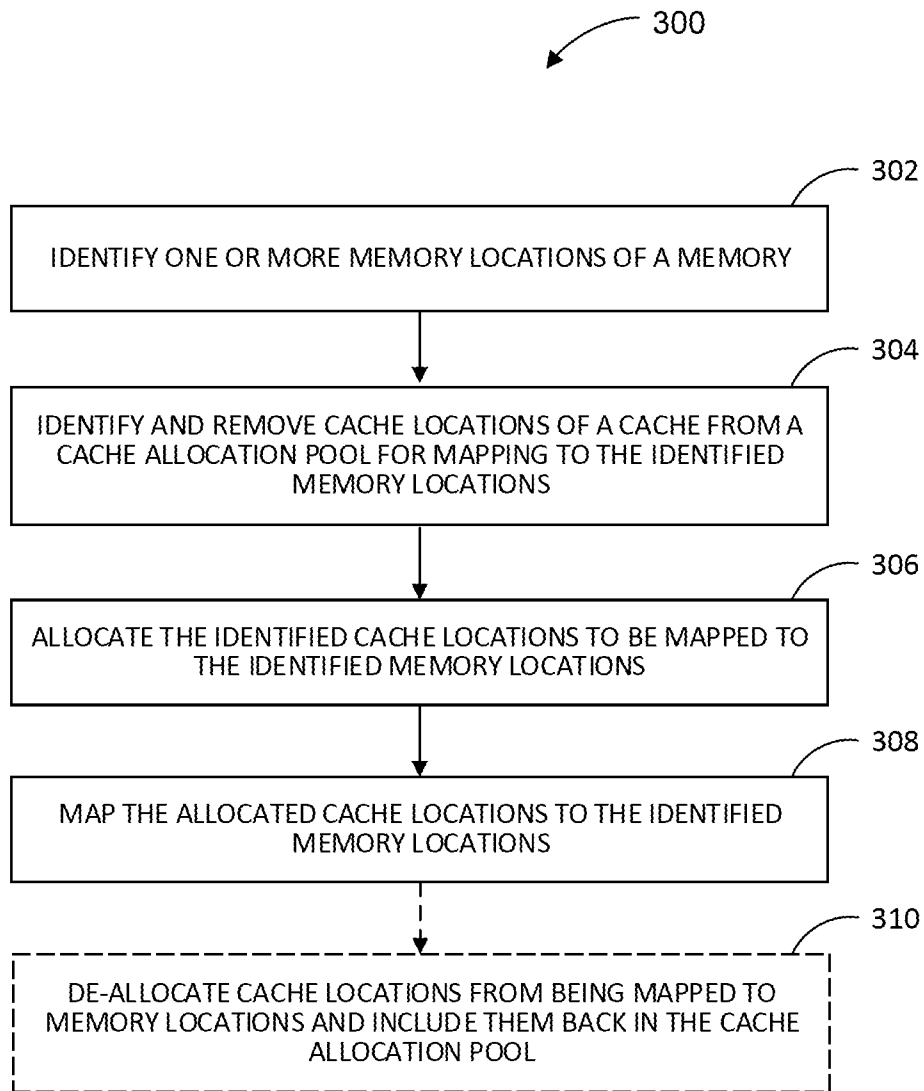 300
302
IDENTIFY ONE OR MORE MEMORY LOCATIONS OF A MEMORY
304
IDENTIFY AND REMOVE CACHE LOCATIONS OF A CACHE FROM A
CACHE ALLOCATION POOL FOR MAPPING TO THE IDENTIFIED
MEMORY LOCATIONS
306
ALLOCATE THE IDENTIFIED CACHE LOCATIONS TO BE MAPPED TO
THE IDENTIFIED MEMORY LOCATIONS
308
MAP THE ALLOCATED CACHE LOCATIONS TO THE IDENTIFIED
MEMORY LOCATIONS
310
DE-ALLOCATE CACHE LOCATIONS FROM BEING MAPPED TO
MEMORY LOCATIONS AND INCLUDE THEM BACK IN THE CACHE
ALLOCATION POOL